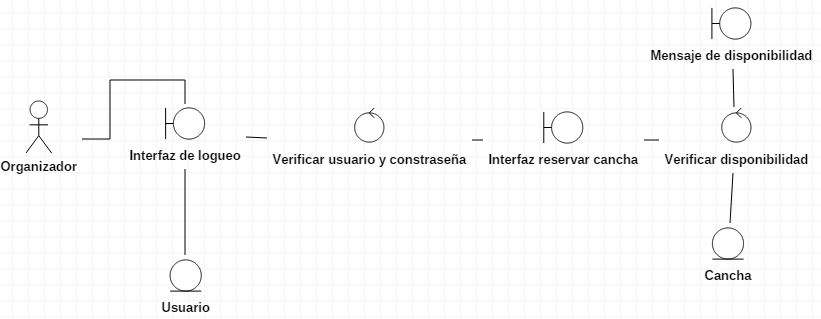 Mensaje de disponibilidad
Organizador
Interfaz de logueo
Verificar usuario y constraseña
Interfaz reservar cancha
Verificar disponibilidad
Usuario
Cancha